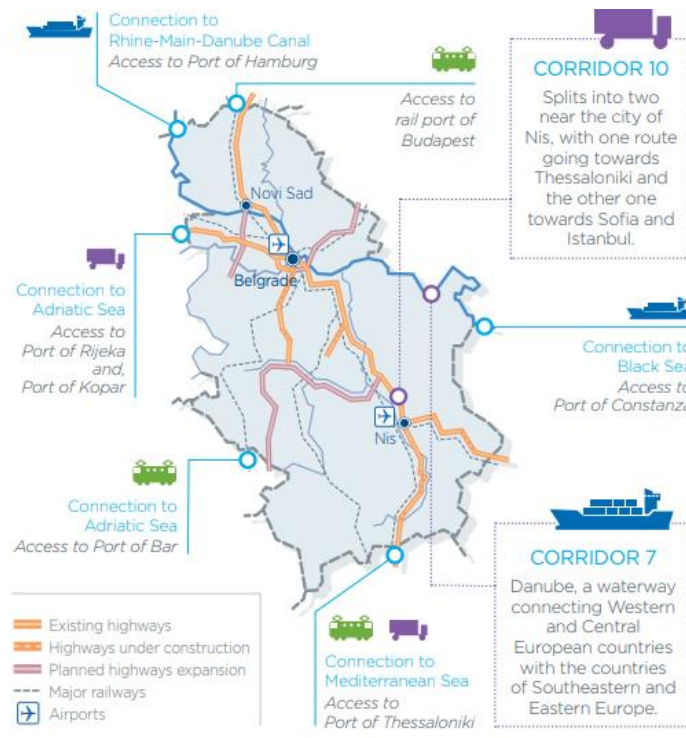 Connection to
Rhine-Main-Danube Canal
Access to Port of Hamburg
Access to
rail port of
Budapest
CORRIDOR 10
Splits into two
near the city of
Nis, with one route
going towards
Thessaloniki and
the other one
towards Sofia and
Istanbul.
Novi Sad
Belgrade
Connection to
Adriatic Sea
Access to
Port of Rijeka
and,
Port of Kopar
Connection to
Black Sea
Access to
Port of Constanza
Nis
Connection to
Adriatic Sea
Access to Port of Bar
CORRIDOR 7
Danube, a waterway
connecting Western
and Central
European countries
with the countries
of Southeastern and
Eastern Europe.
Existing highways
Highways under construction
Planned highways expansion
Major railways
Airports
Connection to
Mediterranean Sea
Access to
Port of Thessaloniki